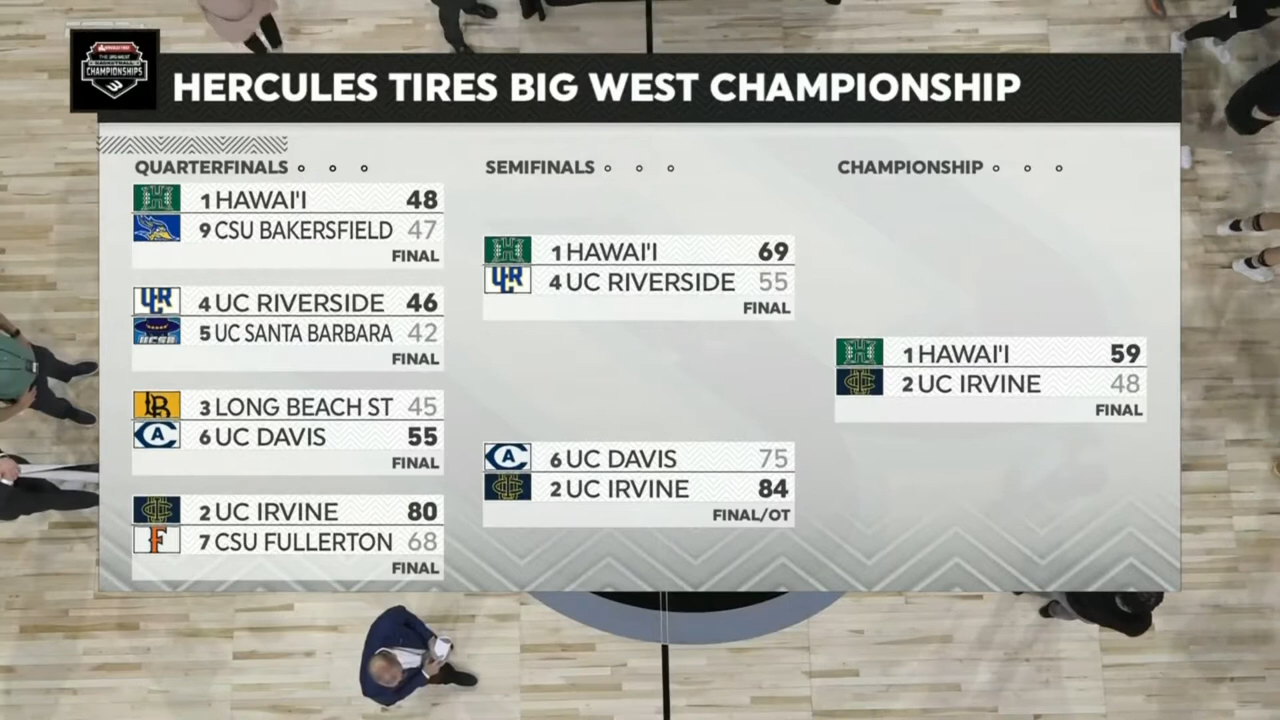 HERCULES TIRES BIG WEST CHAMPIONSHIP
CHAMPIONSHIPS
QUARTERFINALS
1 HAWAI'I 48
9 CSU BAKERSFIELD 47
FINAL
4 UC RIVERSIDE 46
5 UC SANTA BARBARA 42
FINAL
3 LONG BEACH ST 45
6 UC DAVIS 55
FINAL
2 UC IRVINE 80
7 CSU FULLERTON 68
FINAL
SEMIFINALS
1 HAWAI'I 69
4 UC RIVERSIDE 55
FINAL
6 UC DAVIS 75
2 UC IRVINE 84
FINAL/OT
CHAMPIONSHIP
1 HAWAI'I 59
2 UC IRVINE 48
FINAL